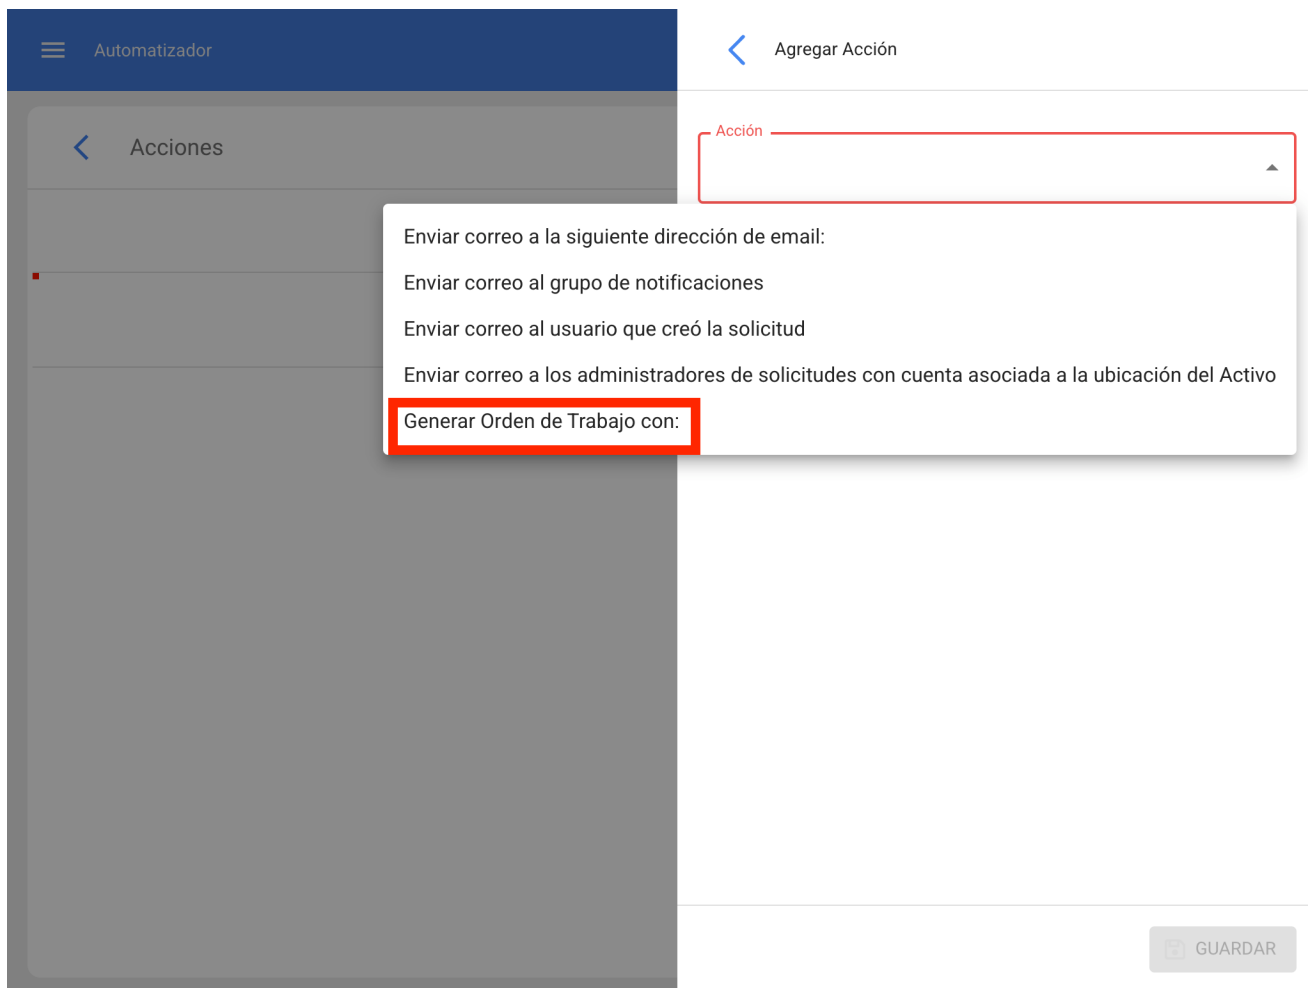 Automatizador
Agregar Acción
Acciones
Acción
Enviar correo a la siguiente dirección de email:
Enviar correo al grupo de notificaciones
Enviar correo al usuario que creó la solicitud
Enviar correo a los administradores de solicitudes con cuenta asociada a la ubicación del Activo
Generar Orden de Trabajo con:
GUARDAR